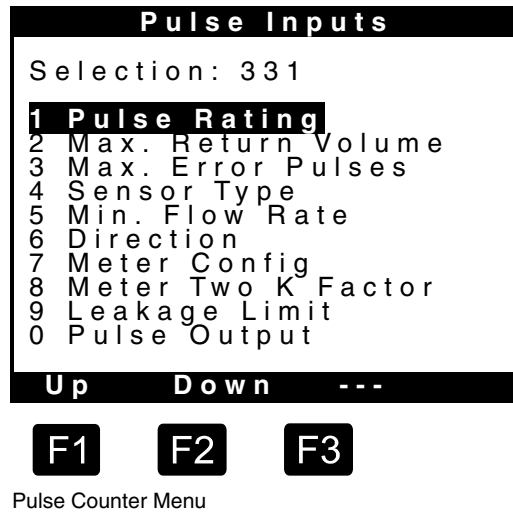 Pulse Inputs
Selection: 331
1 Pulse Rating
2 Max. Return Volume
3 Max. Error Pulses
4 Sensor Type
5 Min. Flow Rate
6 Direction
7 Meter Config
8 Meter Two K Factor
9 Leakage Limit
0 Pulse Output
Up Down ---
F1 F2 F3
Pulse Counter Menu